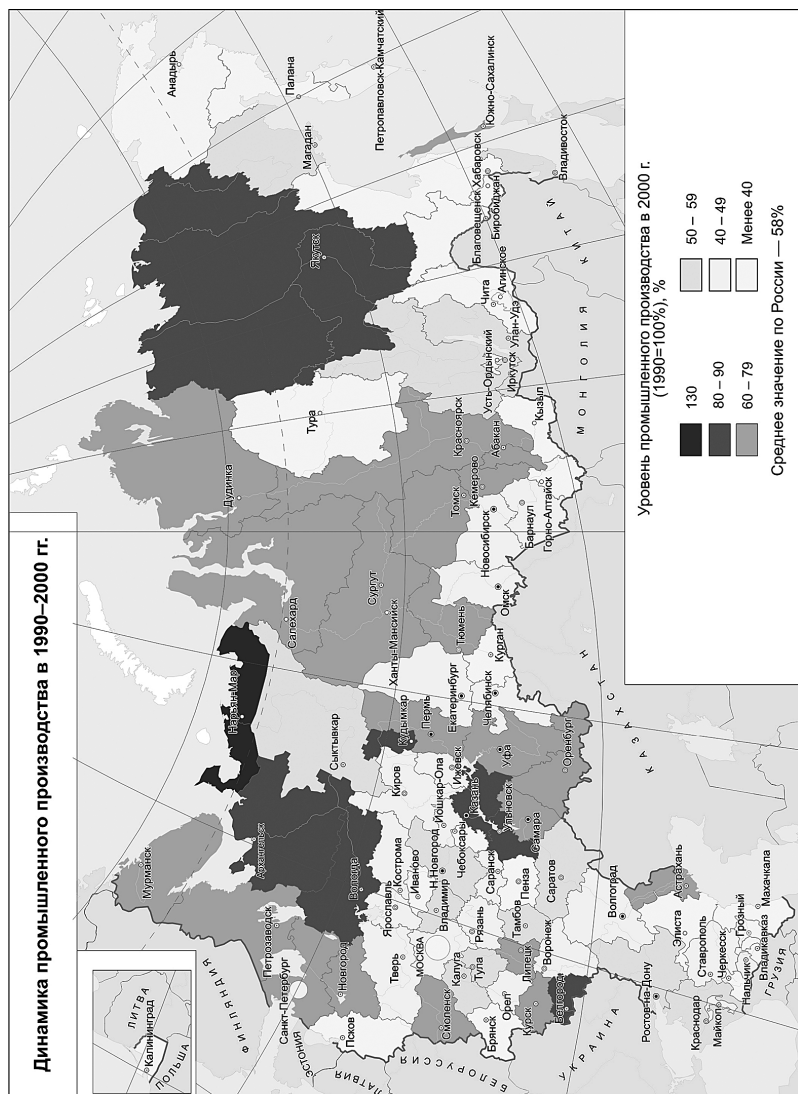 Динамика промышленного производства в 1990–2000 гг.
ЛИТВА
Калининград
ПОЛЬША
ФИНЛЯНДИЯ
ЭСТОНИЯ
ЛАТВИЯ
БЕЛОРУССИЯ
УКРАИНА
ГРУЗИЯ
КАЗАХСТАН
МОНГОЛИЯ
КИТАЙ
Мурманск
Петрозаводск
Санкт-Петербург
Новгород
Псков
Архангельск
Вологда
Нарьян-Мар
Сыктывкар
Салехард
Сургут
Ханты-Мансийск
Дудинка
Тура
Якутск
Анадырь
Палана
Магадан
Петропавловск-Камчатский
Южно-Сахалинск
Хабаровск
Благовещенск
Биробиджан
Владивосток
Чита
Агинское
Улан-Удэ
Усть-Ордынский
Иркутск
Кызыл
Красноярск
Абакан
Томск
Кемерово
Новосибирск
Барнаул
Горно-Алтайск
Омск
Тюмень
Курган
Екатеринбург
Челябинск
Кудымкар
Пермь
Ижевск
Уфа
Оренбург
Киров
Йошкар-Ола
Казань
Ульновск
Самара
Чебоксары
Н.Новгород
Саранск
Пенза
Саратов
Кострома
Ярославль
Иваново
Владимир
Тверь
МОСКВА
Рязань
Тамбов
Калуга
Тула
Липецк
Воронеж
Смоленск
Брянск
Орел
Курск
Белгород
Волгоград
Астрахань
Элиста
Ростов-на-Дону
Краснодар
Майкоп
Ставрополь
Черкесск
Нальчик
Владикавказ
Грозный
Махачкала
Уровень промышленного производства в 2000 г.
(1990=100%), %
130
80 – 90
60 – 79
50 – 59
40 – 49
Менее 40
Среднее значение по России — 58%